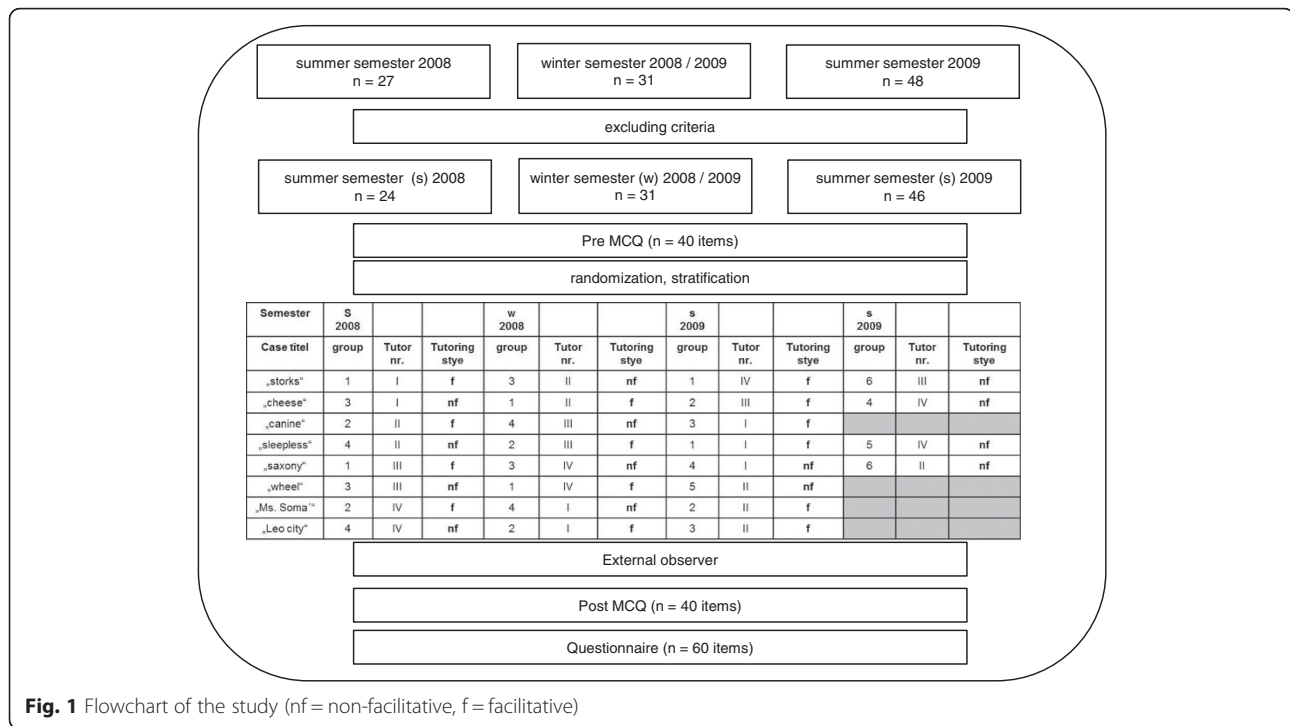 summer semester 2008
n = 27
winter semester 2008 / 2009
n = 31
summer semester 2009
n = 48
excluding criteria
summer semester (s) 2008
n = 24
winter semester (w) 2008 / 2009
n = 31
summer semester (s) 2009
n = 46
Pre MCQ (n = 40 items)
randomization, stratification
Semester S 2008 w 2008 s 2009 s 2009
Case titel group Tutor nr. Tutoring stye group Tutor nr. Tutoring stye group Tutor nr. Tutoring stye group Tutor nr. Tutoring stye
„storks“ 1 I f 3 II nf 1 IV f 6 III nf
„cheese“ 3 I nf 1 II f 2 III f 4 IV nf
„canine“ 2 II f 4 III nf 3 I f
„sleepless“ 4 II nf 2 III f 1 I f 5 IV nf
„saxony“ 1 III f 3 IV nf 4 I nf 6 II nf
„wheel“ 3 III nf 1 IV f 5 II nf
„Ms. Soma´“ 2 IV f 4 I nf 2 II f
„Leo city“ 4 IV nf 2 I f 3 II f
External observer
Post MCQ (n = 40 items)
Questionnaire (n = 60 items)
Fig. 1 Flowchart of the study (nf = non-facilitative, f = facilitative)